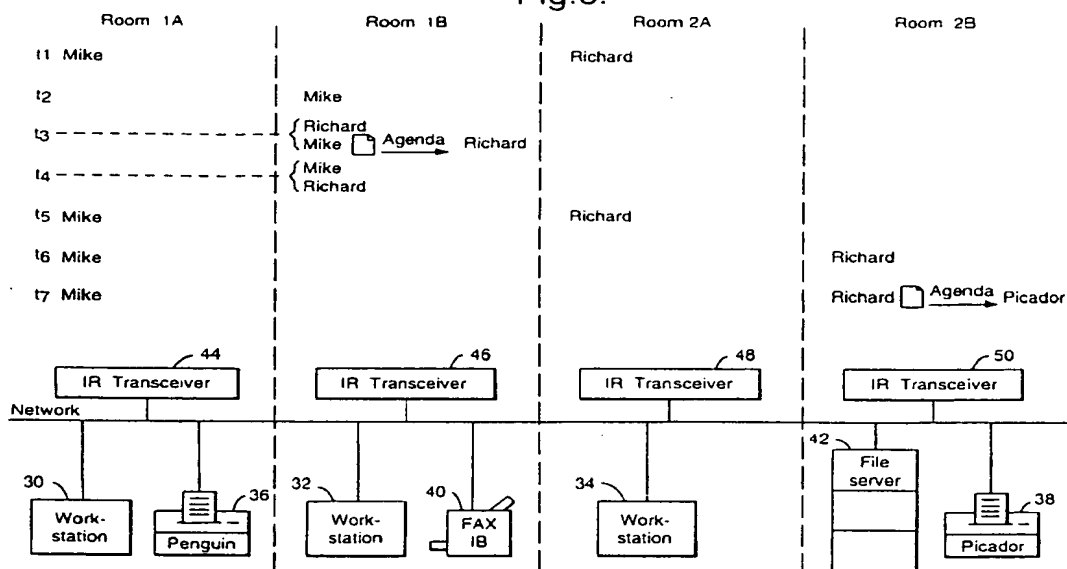 Fig.
Room 1A Room 1B Room 2A Room 2B
t1 Mike Richard
t2 Mike
t3 Richard
Mike Agenda Richard
t4 Mike
Richard
t5 Mike Richard
t6 Mike Richard
t7 Mike Richard Agenda Picador
44 46 48 50
IR Transceiver IR Transceiver IR Transceiver IR Transceiver
Network
42
File
server
30 36 32 40 34 38
Work-
station
Penguin
Work-
station
FAX
IB
Work-
station
Picador